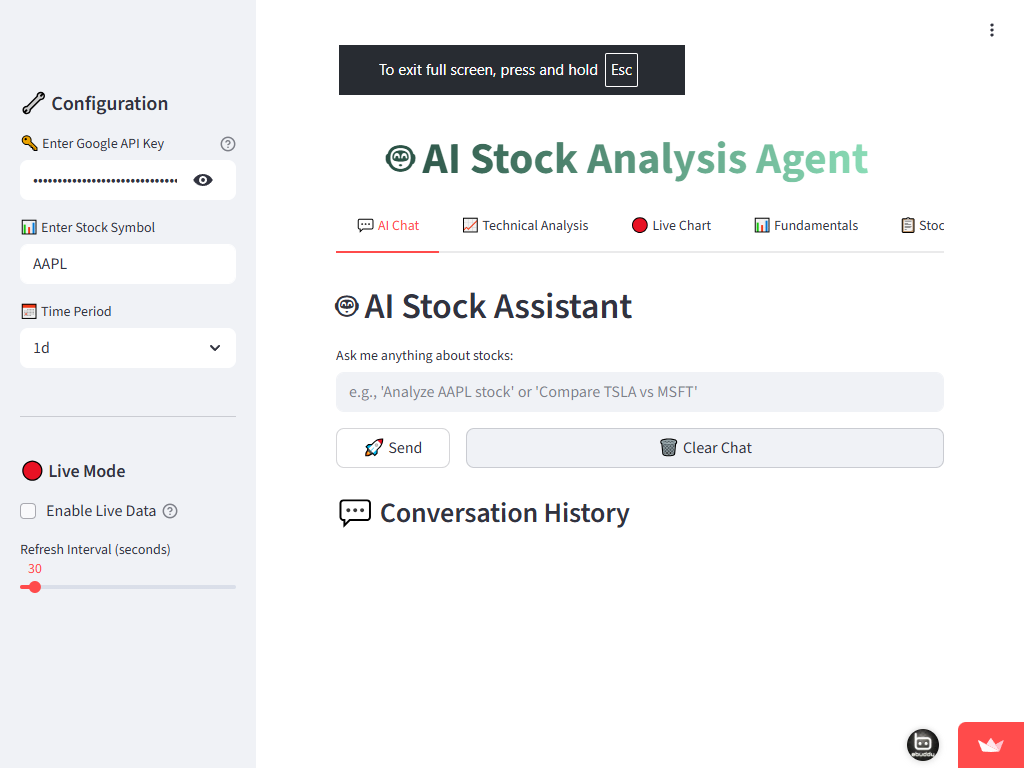 To exit full screen, press and hold Esc
Configuration
Enter Google API Key
Enter Stock Symbol
AAPL
Time Period
1d
Live Mode
Enable Live Data
Refresh Interval (seconds)
30
AI Stock Analysis Agent
AI Chat
Technical Analysis
Live Chart
Fundamentals
Stoc
AI Stock Assistant
Ask me anything about stocks:
e.g., 'Analyze AAPL stock' or 'Compare TSLA vs MSFT'
Send
Clear Chat
Conversation History